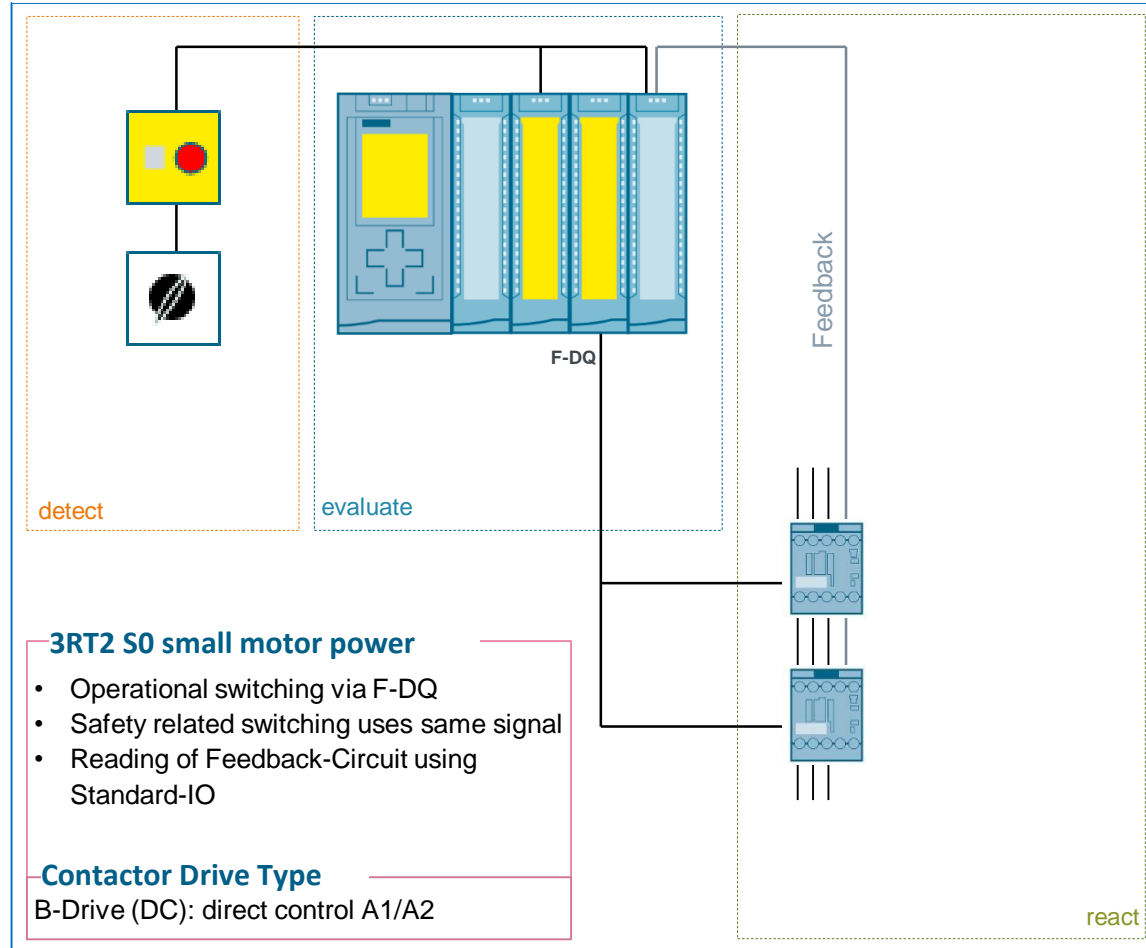 F-DQ
Feedback
detect
evaluate
3RT2 S0 small motor power
• Operational switching via F-DQ
• Safety related switching uses same signal
• Reading of Feedback-Circuit using
Standard-IO
Contactor Drive Type
B-Drive (DC): direct control A1/A2
react